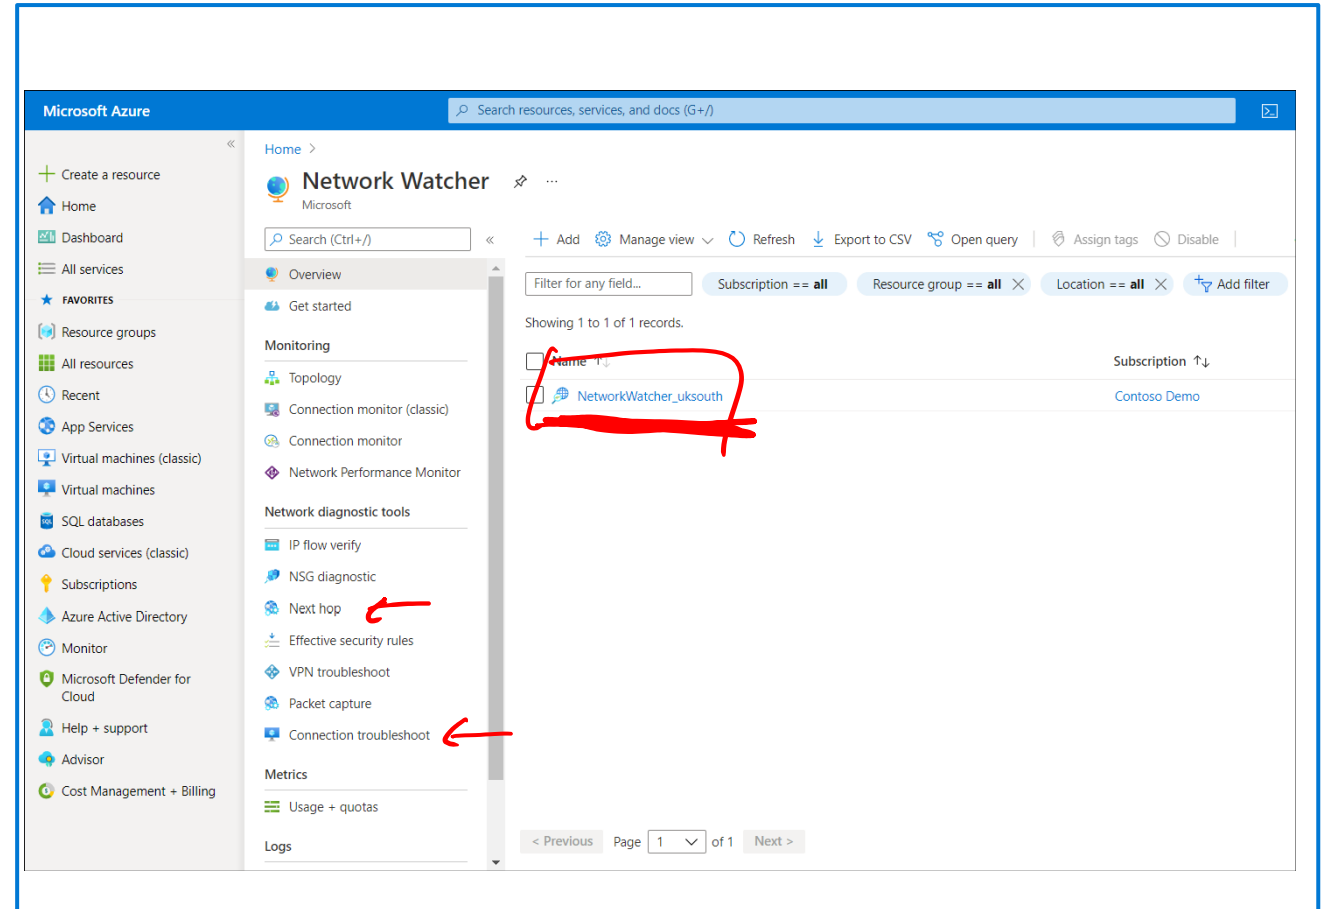 Microsoft Azure
Search resources, services, and docs (G+/)
«
Create a resource
Home
Dashboard
All services
FAVORITES
Resource groups
All resources
Recent
App Services
Virtual machines (classic)
Virtual machines
SQL databases
Cloud services (classic)
Subscriptions
Azure Active Directory
Monitor
Microsoft Defender for
Cloud
Help + support
Advisor
Cost Management + Billing
Home >
Network Watcher ...
Microsoft
Search (Ctrl+/) «
Overview
Get started
Monitoring
Topology
Connection monitor (classic)
Connection monitor
Network Performance Monitor
Network diagnostic tools
IP flow verify
NSG diagnostic
Next hop
Effective security rules
VPN troubleshoot
Packet capture
Connection troubleshoot
Metrics
Usage + quotas
Logs
Add Manage view Refresh Export to CSV Open query Assign tags Disable
Filter for any field... Subscription == all Resource group == all Location == all Add filter
Showing 1 to 1 of 1 records.
Name ↑↓ Subscription ↑↓
NetworkWatcher_uksouth Contoso Demo
< Previous Page 1 of 1 Next >